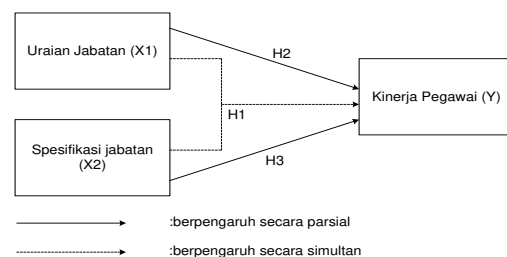 Uraian Jabatan (X1)
H2
Kinerja Pegawai (Y)
H1
Spesifikasi jabatan
(X2)
H3
:berpengaruh secara parsial
:berpengaruh secara simultan